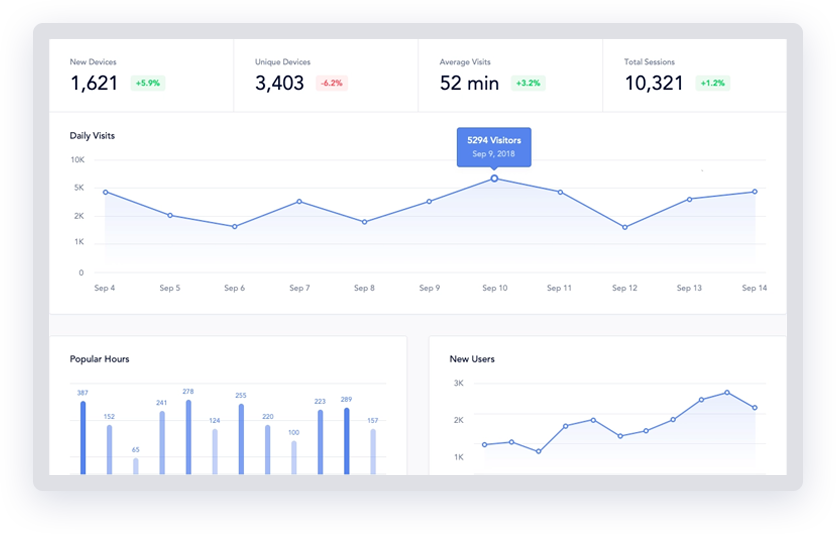 New Devices
1,621 +5.9%
Unique Devices
3,403 -6.2%
Average Visits
52 min +3.2%
Total Sessions
10,321 +1.2%
Daily Visits
5294 Visitors
Sep 9, 2018
10K
5K
2K
1K
0
Sep 4 Sep 5 Sep 6 Sep 7 Sep 8 Sep 9 Sep 10 Sep 11 Sep 12 Sep 13 Sep 14
Popular Hours
387 152 65 241 278 124 255 220 100 223 289 157
New Users
3K
2K
1K